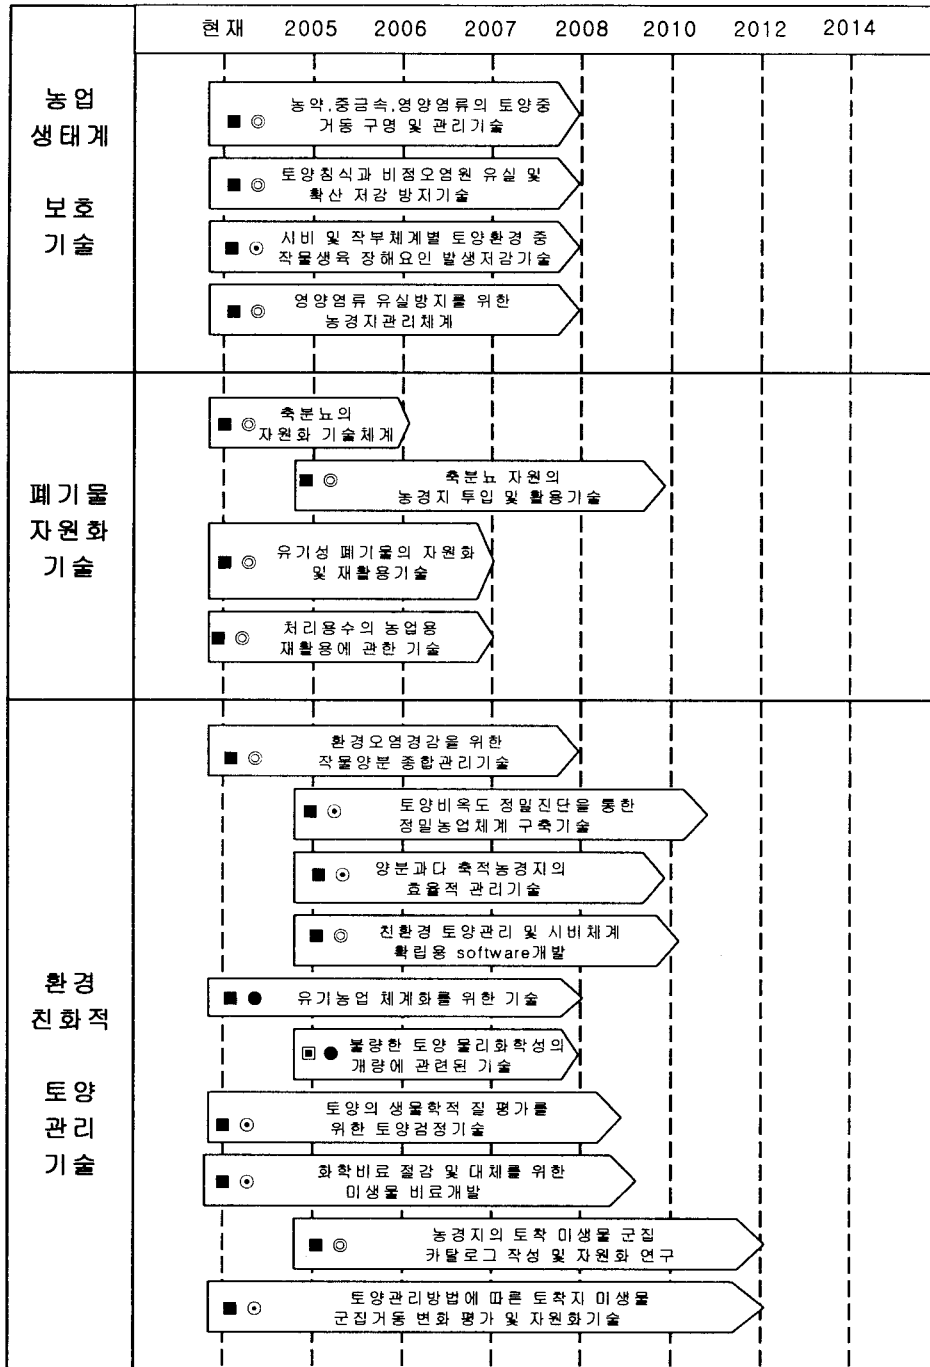 현재 2005 2006 2007 2008 2010 2012 2014
농업
생태계
보호
기술
농약,중금속,영양염류의 토양중
거동 구명 및 관리기술
토양침식과 비점오염원 유실 및
확산 저감 방지기술
시비 및 작부체계별 토양환경 중
작물생육 장해요인 발생저감기술
영양염류 유실방지를 위한
농경지관리체계
폐기물
자원화
기술
축분뇨의
자원화 기술체계
축분뇨 자원의
농경지 투입 및 활용기술
유기성 폐기물의 자원화
및 재활용기술
처리용수의 농업용
재활용에 관한 기술
환경
친화적
토양
관리
기술
환경오염경감을 위한
작물양분 종합관리기술
토양비옥도 정밀진단을 통한
정밀농업체계 구축기술
양분과다 축적농경지의
효율적 관리기술
친환경 토양관리 및 시비체계
확립용 software개발
유기농업 체계화를 위한 기술
불량한 토양 물리화학성의
개량에 관련된 기술
토양의 생물학적 질 평가를
위한 토양검정기술
화학비료 절감 및 대체를 위한
미생물 비료개발
농경지의 토착 미생물 군집
카탈로그 작성 및 자원화 연구
토양관리방법에 따른 토착지 미생물
군집거동 변화 평가 및 자원화기술